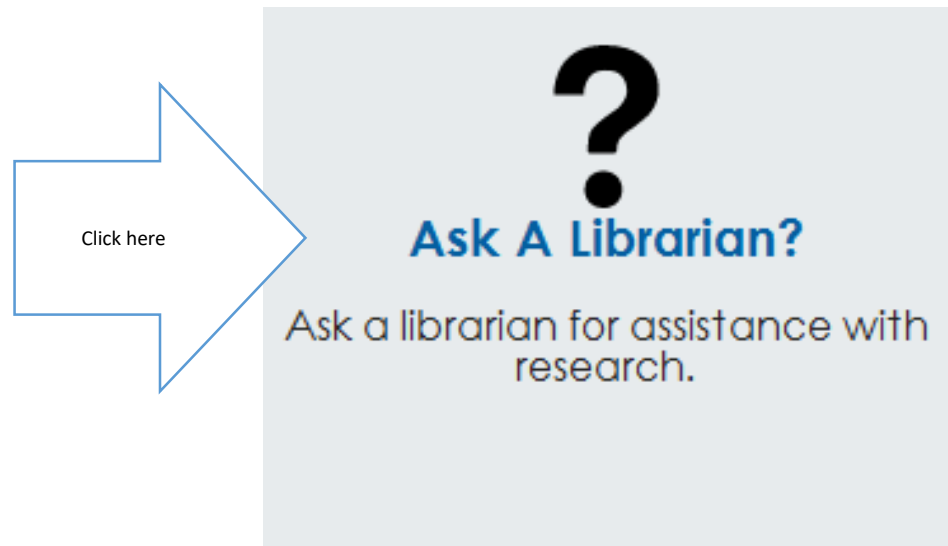 Click here
?
Ask A Librarian?
Ask a librarian for assistance with
research.